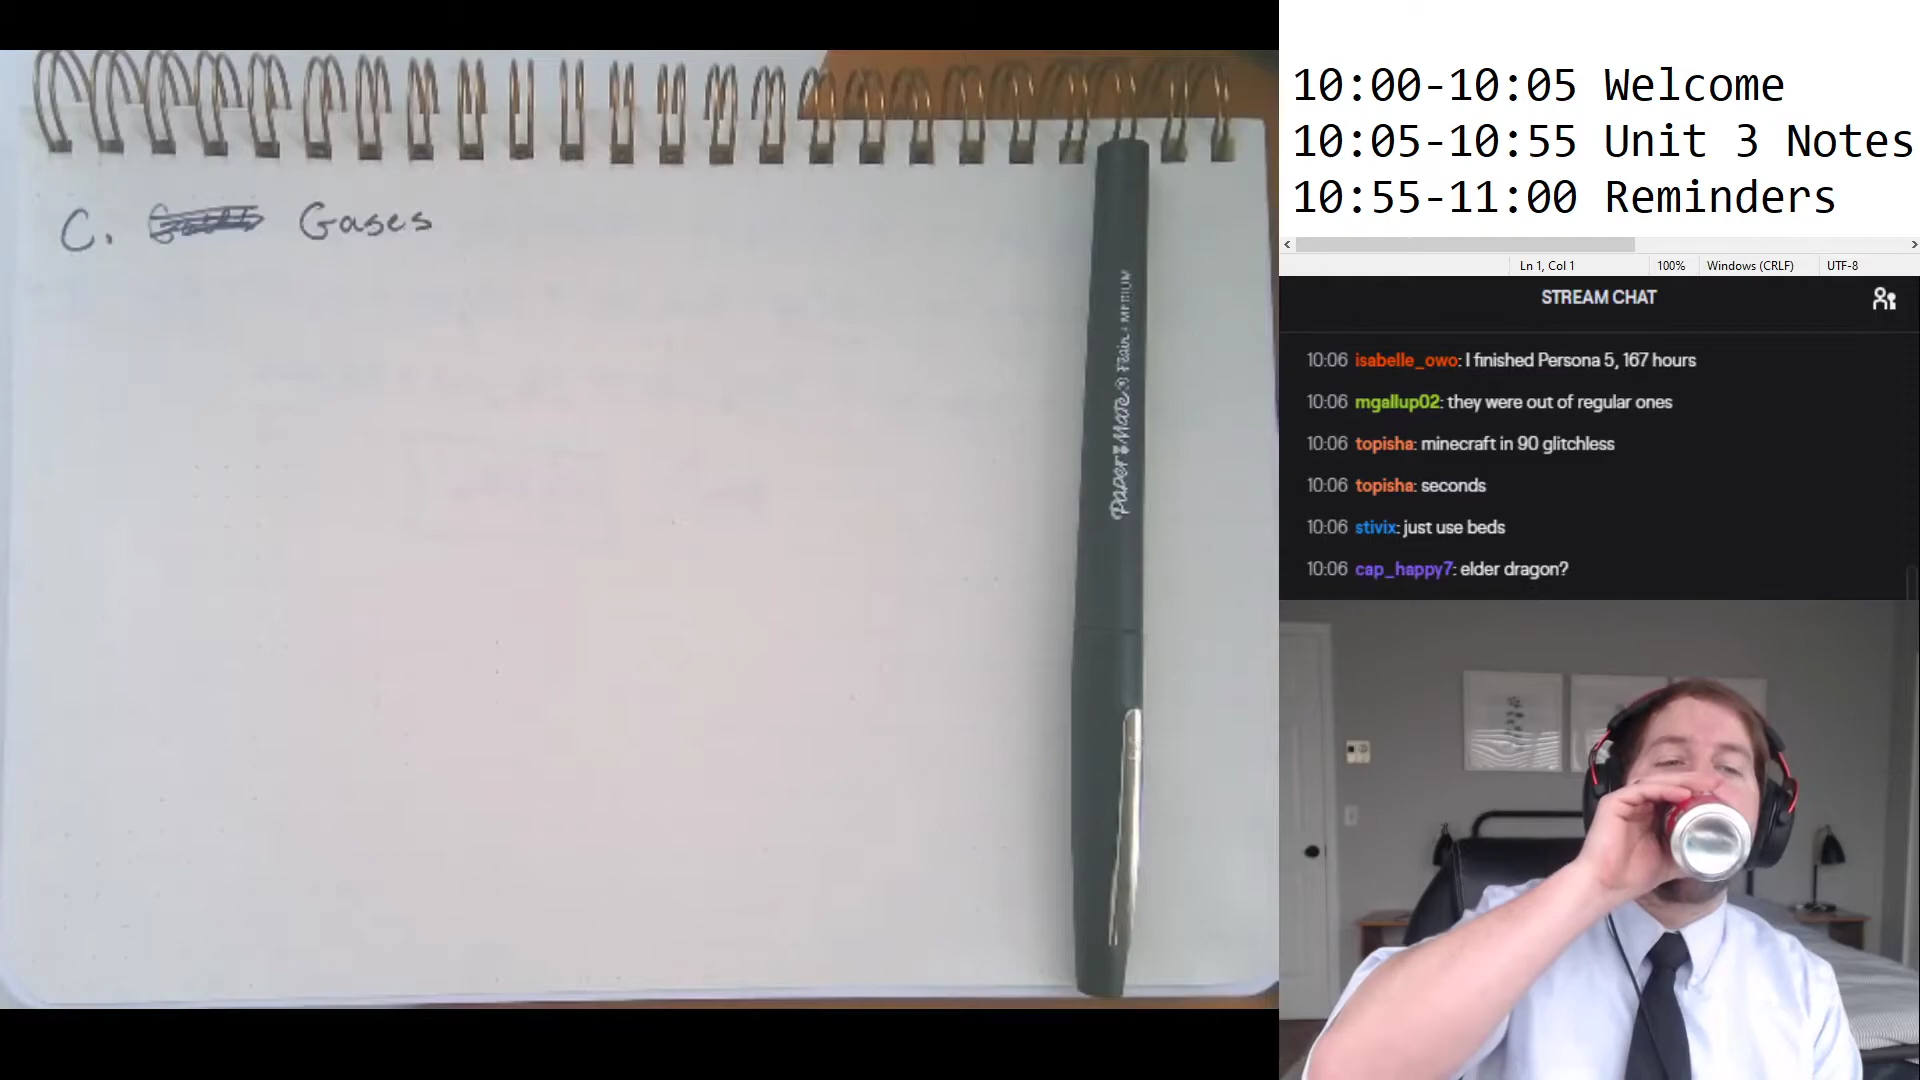 C. Gases
Paper Mate® Flair. MEDIUM
10:00-10:05 Welcome
10:05-10:55 Unit 3 Notes
10:55-11:00 Reminders
Ln 1, Col 1 100% Windows (CRLF) UTF-8
STREAM CHAT
10:06 isabelle_owo: I finished Persona 5, 167 hours
10:06 mgallup02: they were out of regular ones
10:06 topisha: minecraft in 90 glitchless
10:06 topisha: seconds
10:06 stivix: just use beds
10:06 cap_happy7: elder dragon?